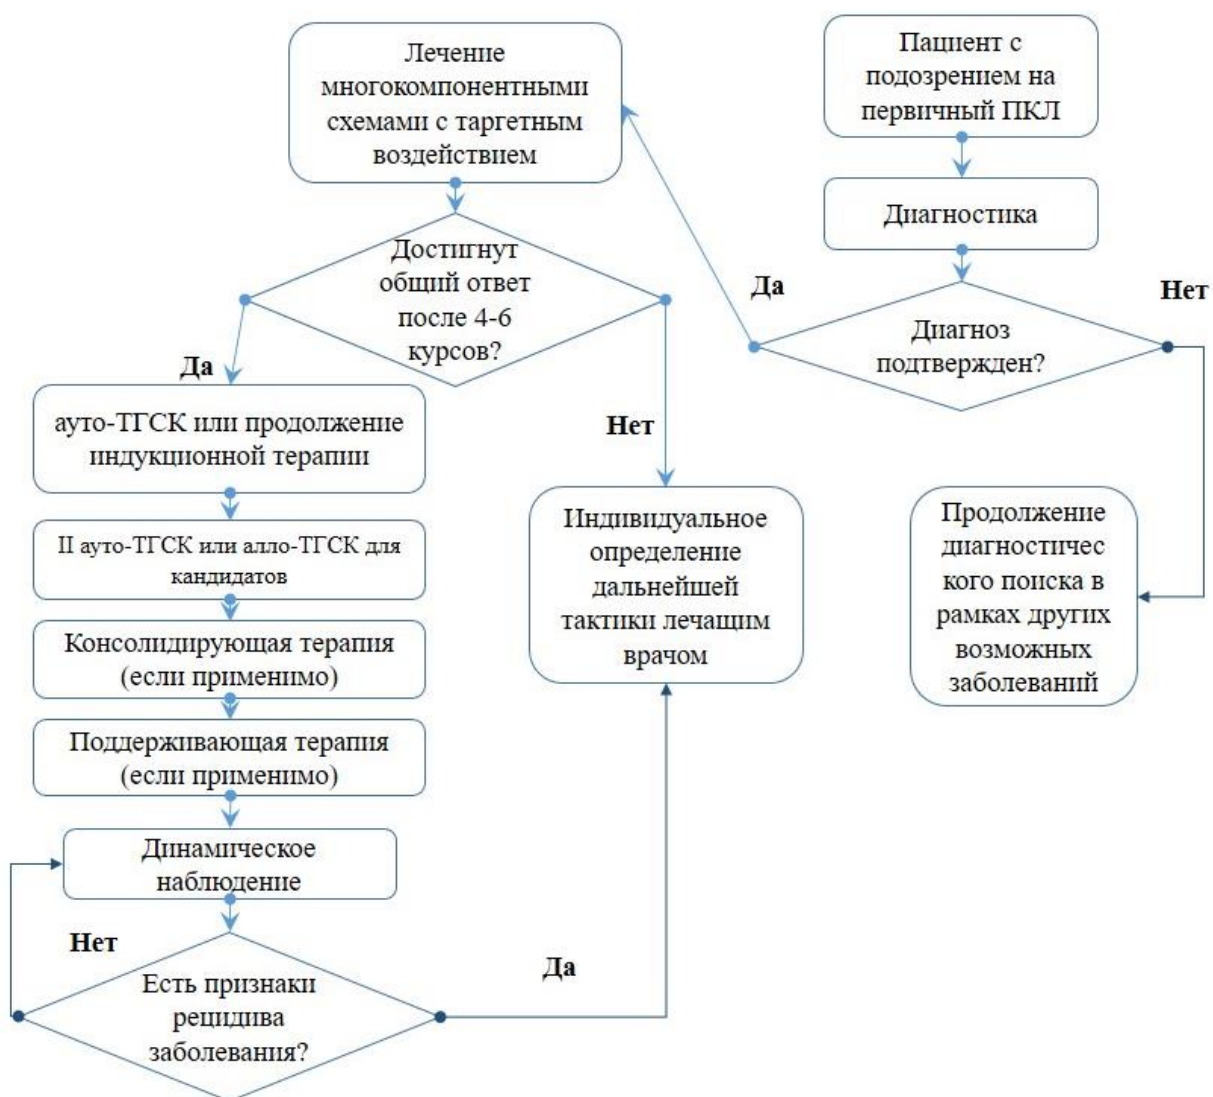 Пациент с
подозрением на
первичный ПКЛ
Диагностика
Диагноз
подтвержден?
Да
Нет
Продолжение
диагностичес
кого поиска в
рамках других
возможных
заболеваний
Лечение
многокомпонентными
схемами с таргетным
воздействием
Достигнут
общий ответ
после 4-6
курсов?
Да
Нет
ауто-ТГСК или продолжение
индукционной терапии
II ауто-ТГСК или алло-ТГСК для
кандидатов
Консолидирующая терапия
(если применимо)
Поддерживающая терапия
(если применимо)
Динамическое
наблюдение
Есть признаки
рецидива
заболевания?
Нет
Да
Индивидуальное
определение
дальнейшей
тактики лечащим
врачом